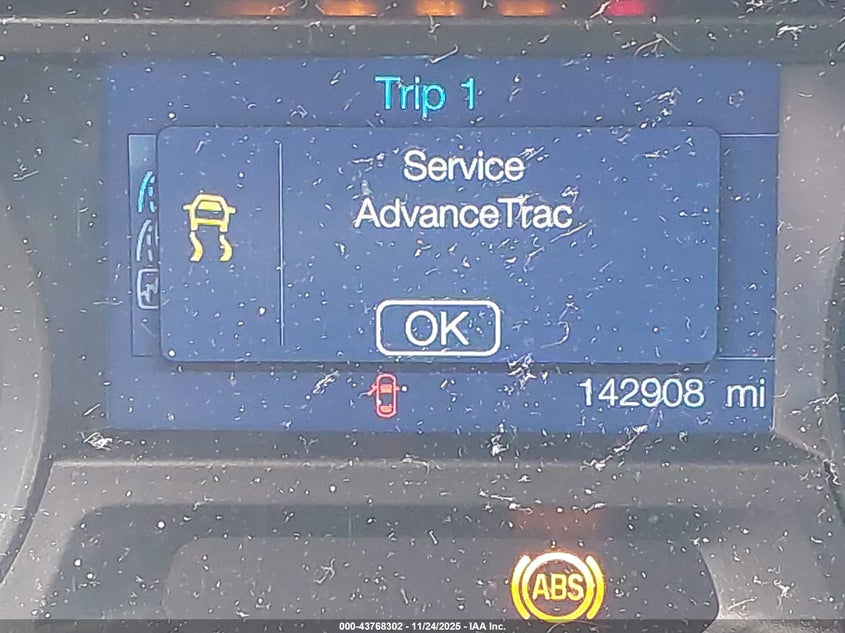 Trip 1
Service
AdvanceTrac
OK
142908 mi
ABS
000-43768302 - 11/24/2025 - IAA Inc.